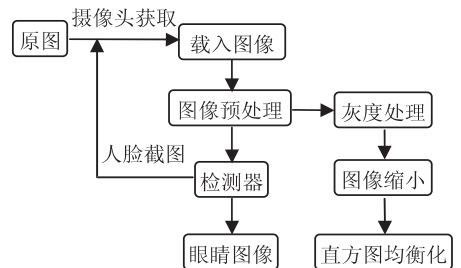 摄像头获取
原图
载入图像
图像预处理
灰度处理
人脸截图
检测器
图像缩小
眼睛图像
直方图均衡化